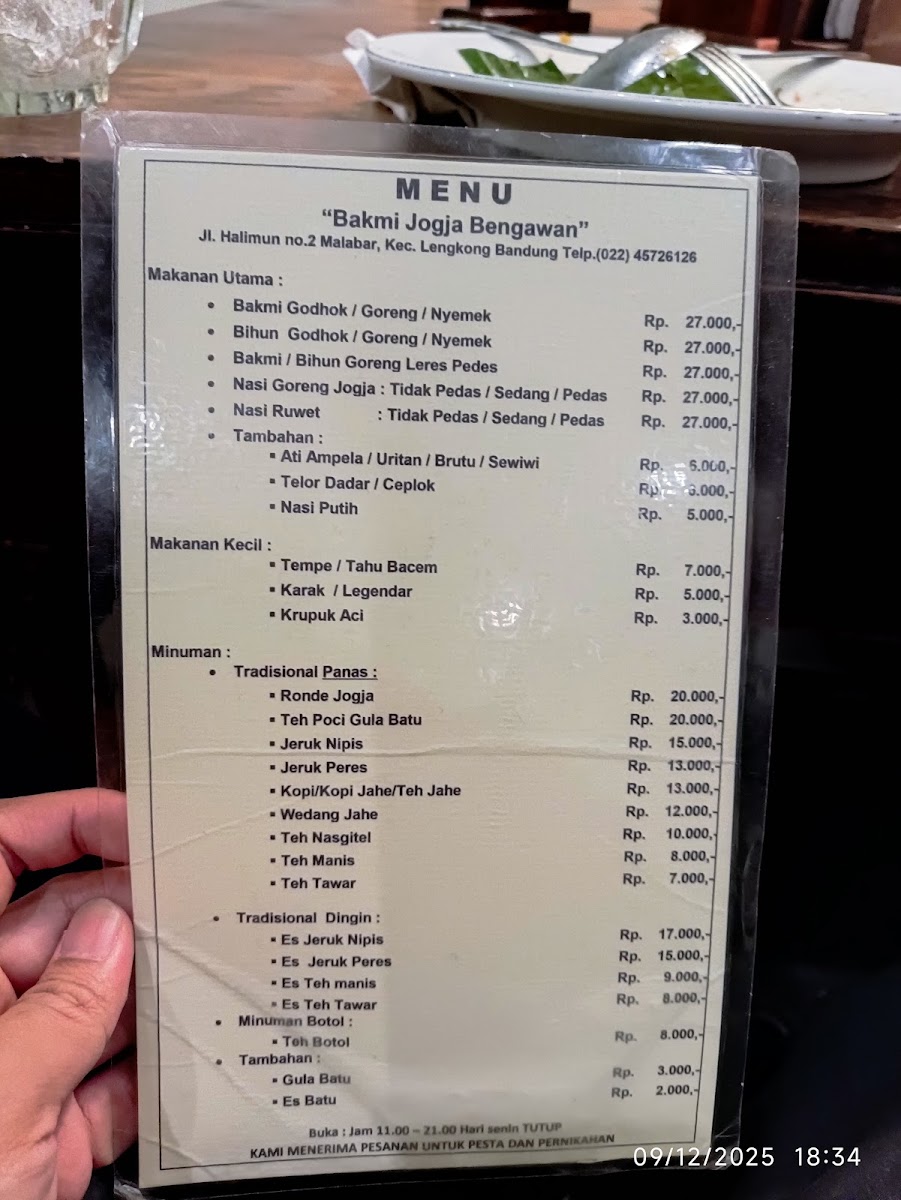 MENU
“Bakmi Jogja Bengawan”
Jl. Halimun no.2 Malabar, Kec. Lengkong Bandung Telp.(022) 45726126
Makanan Utama :
• Bakmi Godhok / Goreng / Nyemek Rp. 27.000,-
• Bihun Godhok / Goreng / Nyemek Rp. 27.000,-
• Bakmi / Bihun Goreng Leres Pedes Rp. 27.000,-
• Nasi Goreng Jogja : Tidak Pedas / Sedang / Pedas Rp. 27.000,-
• Nasi Ruwet : Tidak Pedas / Sedang / Pedas Rp. 27.000,-
• Tambahan :
▪ Ati Ampela / Uritan / Brutu / Sewiwi Rp. 6.000,-
▪ Telor Dadar / Ceplok Rp. 6.000,-
▪ Nasi Putih Rp. 5.000,-
Makanan Kecil :
▪ Tempe / Tahu Bacem Rp. 7.000,-
▪ Karak / Legendar Rp. 5.000,-
▪ Krupuk Aci Rp. 3.000,-
Minuman :
• Tradisional Panas :
▪ Ronde Jogja Rp. 20.000,-
▪ Teh Poci Gula Batu Rp. 20.000,-
▪ Jeruk Nipis Rp. 15.000,-
▪ Jeruk Peres Rp. 13.000,-
▪ Kopi/Kopi Jahe/Teh Jahe Rp. 13.000,-
▪ Wedang Jahe Rp. 12.000,-
▪ Teh Nasgitel Rp. 10.000,-
▪ Teh Manis Rp. 8.000,-
▪ Teh Tawar Rp. 7.000,-
• Tradisional Dingin :
▪ Es Jeruk Nipis Rp. 17.000,-
▪ Es Jeruk Peres Rp. 15.000,-
▪ Es Teh manis Rp. 9.000,-
▪ Es Teh Tawar Rp. 8.000,-
• Minuman Botol :
▪ Teh Botol Rp. 8.000,-
• Tambahan :
▪ Gula Batu Rp. 3.000,-
▪ Es Batu Rp. 2.000,-
Buka : Jam 11.00 – 21.00 Hari senin TUTUP
KAMI MENERIMA PESANAN UNTUK PESTA DAN PERNIKAHAN
09/12/2025 18:34